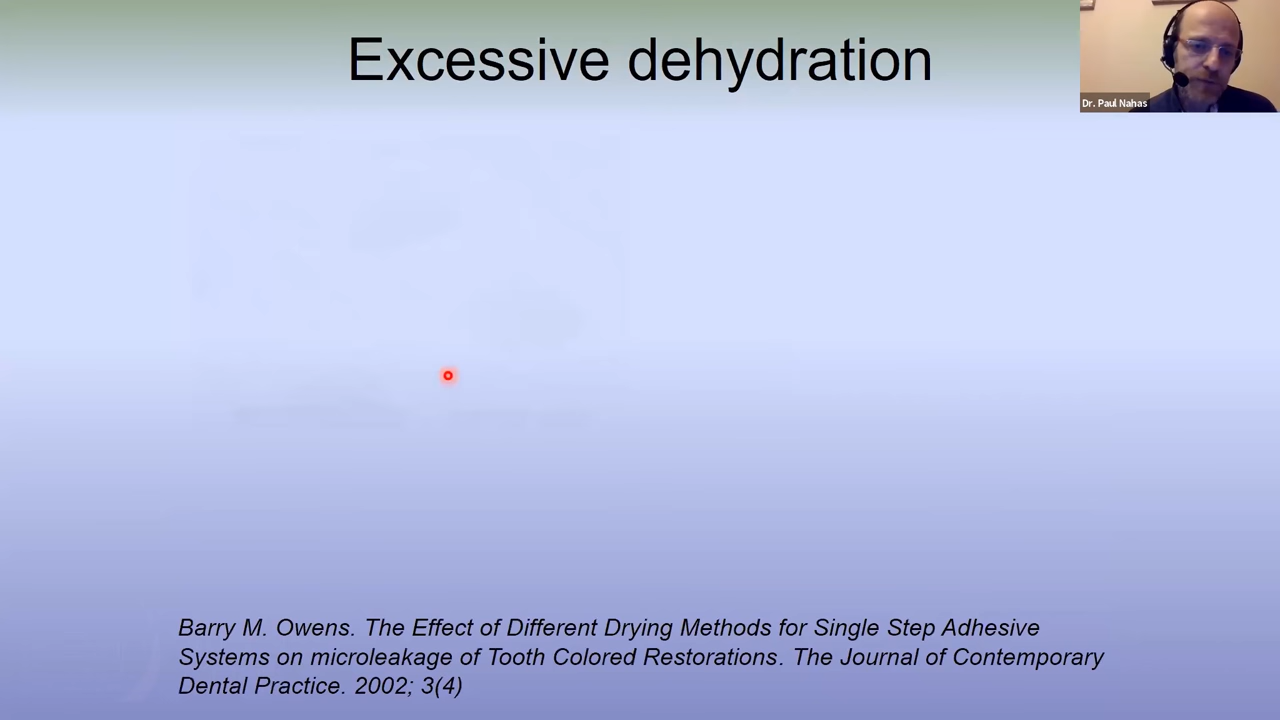 Excessive dehydration
Dr. Paul Nahas
Barry M. Owens. The Effect of Different Drying Methods for Single Step Adhesive
Systems on microleakage of Tooth Colored Restorations. The Journal of Contemporary
Dental Practice. 2002; 3(4)